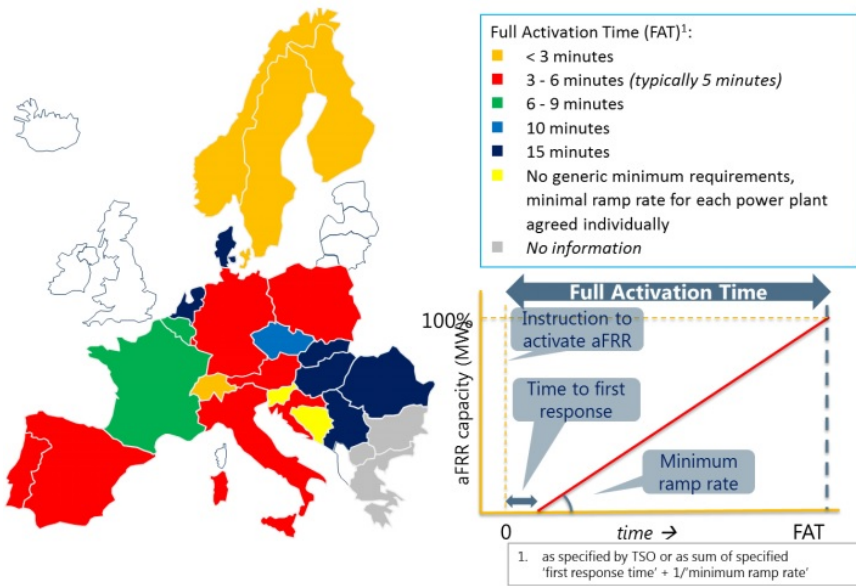 Full Activation Time (FAT)¹:
< 3 minutes
3 - 6 minutes (typically 5 minutes)
6 - 9 minutes
10 minutes
15 minutes
No generic minimum requirements,
minimal ramp rate for each power plant
agreed individually
No information
Full Activation Time
100%
Instruction to
activate aFRR
Time to first
response
Minimum
ramp rate
aFRR capacity (MW)
0
time →
FAT
1. as specified by TSO or as sum of specified
'first response time' + 1/'minimum ramp rate'